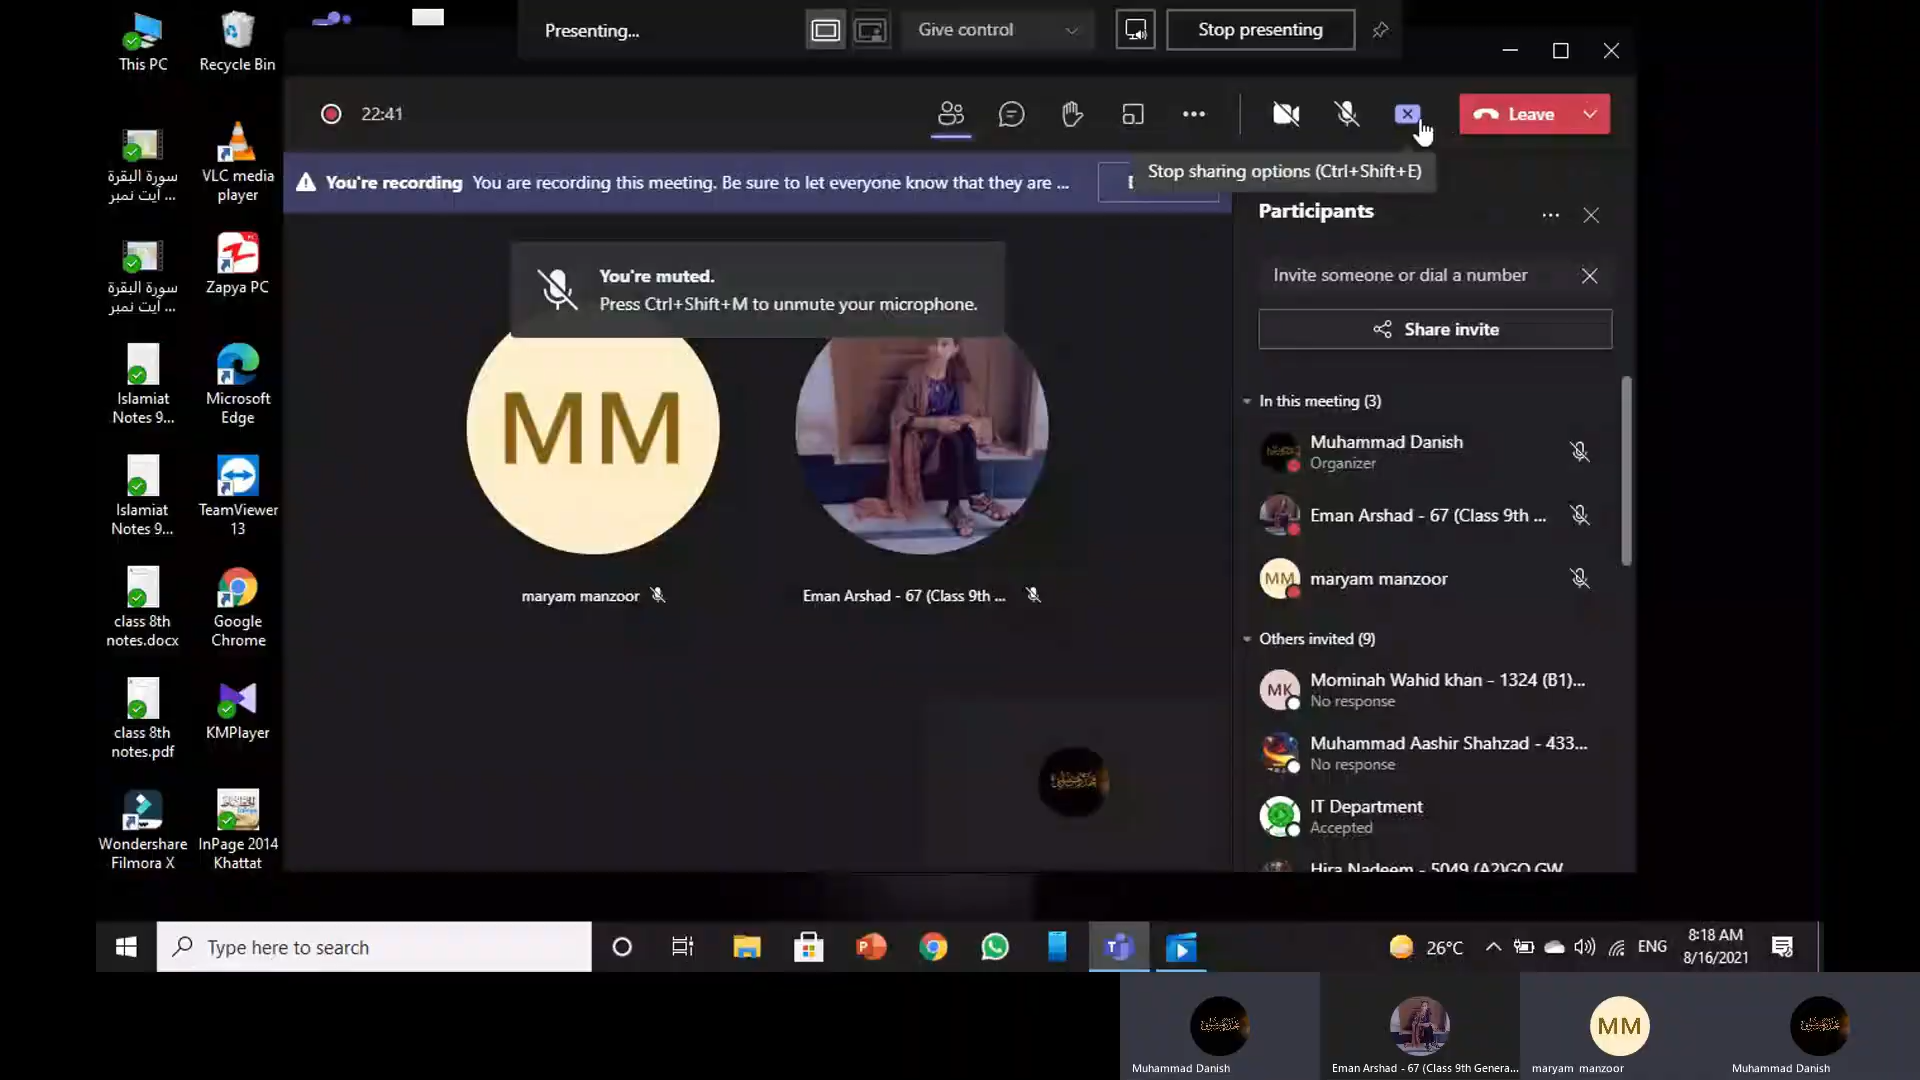 Presenting...
Give control
Stop presenting
This PC
Recycle Bin
22:41
Leave
Stop sharing options (Ctrl+Shift+E)
You're recording You are recording this meeting. Be sure to let everyone know that they are ...
Participants
سورة البقرة
آیت نمبر ...
VLC media
player
You're muted.
Press Ctrl+Shift+M to unmute your microphone.
Invite someone or dial a number
Share invite
سورة البقرة
آیت نمبر ...
Zapya PC
MM
In this meeting (3)
Muhammad Danish
Organizer
Eman Arshad - 67 (Class 9th ...
MM
maryam manzoor
Islamiat
Notes 9...
Microsoft
Edge
Islamiat
Notes 9...
TeamViewer
13
maryam manzoor
Eman Arshad - 67 (Class 9th ...
class 8th
notes.docx
Google
Chrome
Others invited (9)
MK
Mominah Wahid khan - 1324 (B1)...
No response
Muhammad Aashir Shahzad - 433...
No response
class 8th
notes.pdf
KMPlayer
IT Department
Accepted
Hira Nadeem - 5049 (A2)GO GW
Wondershare
Filmora X
InPage 2014
Khattat
Type here to search
26°C
ENG
8:18 AM
8/16/2021
MM
Muhammad Danish
Eman Arshad - 67 (Class 9th Genera...
maryam manzoor
Muhammad Danish